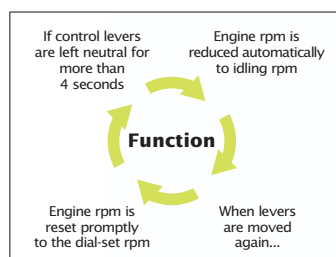 If control levers
are left neutral for
more than
4 seconds
Engine rpm is
reduced automatically
to idling rpm
Function
Engine rpm is
reset promptly
to the dial-set rpm
When levers
are moved
again...